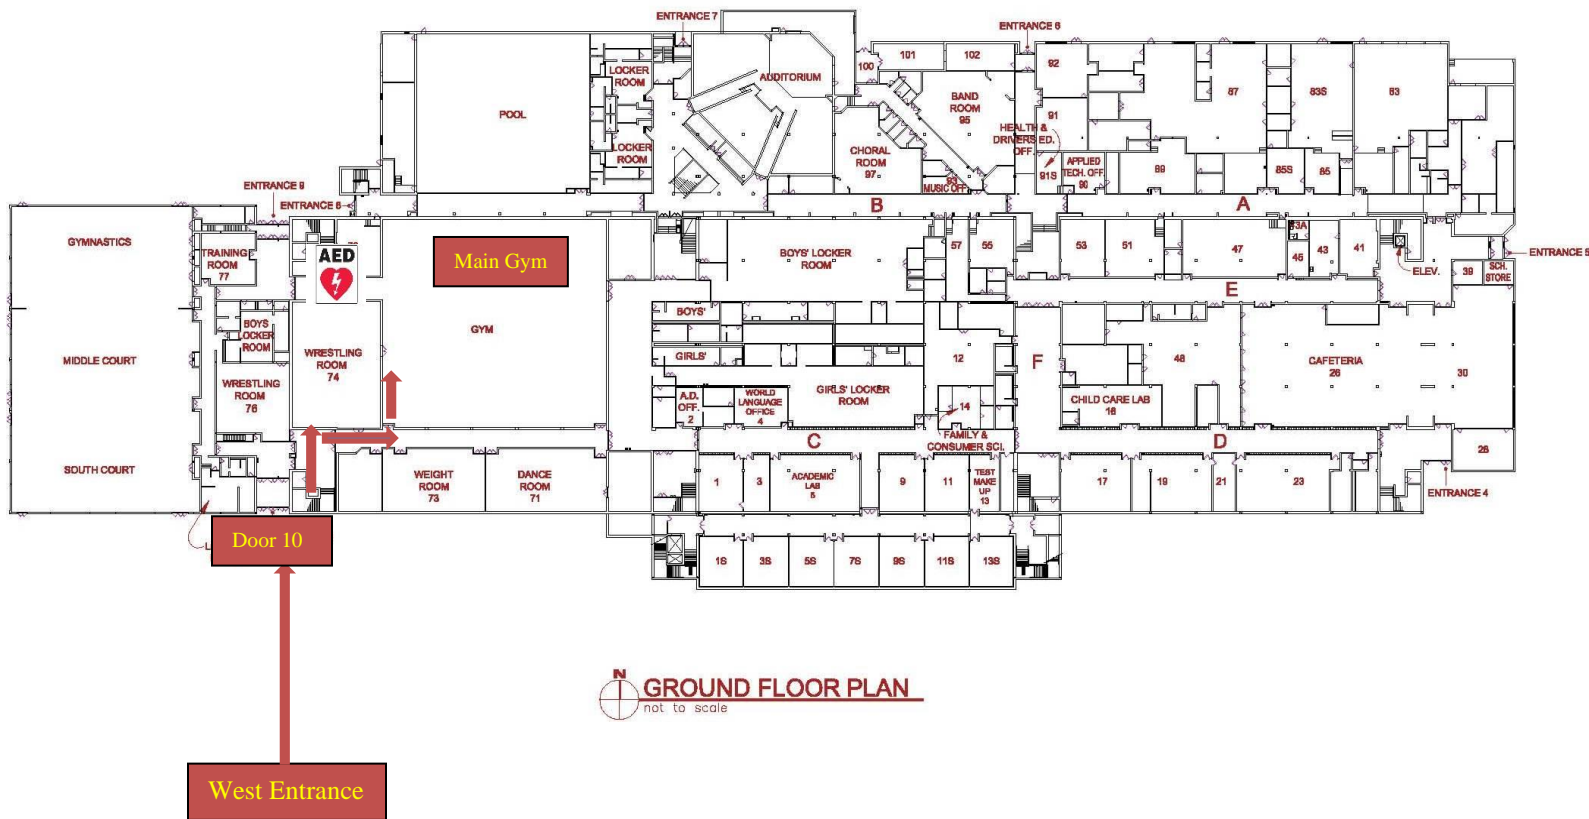 ENTRANCE 7
ENTRANCE 6
LOCKER
ROOM
AUDITORIUM
100
101
102
92
87
83S
83
POOL
BAND
ROOM
95
91
HEALTH &
DRIVERS ED.
OFF.
LOCKER
ROOM
CHORAL
ROOM
97
93
MUSIC OFF.
91S
APPLIED
TECH. OFF.
90
89
85S
85
ENTRANCE 9
ENTRANCE 8
B
A
GYMNASTICS
TRAINING
ROOM
77
AED
Main Gym
BOYS' LOCKER
ROOM
57
55
53
51
47
43A
45
43
41
ELEV.
39
SCH.
STORE
ENTRANCE 5
E
BOYS
LOCKER
ROOM
WRESTLING
ROOM
74
GYM
BOYS'
GIRLS'
MIDDLE COURT
WRESTLING
ROOM
76
A.D.
OFF.
2
WORLD
LANGUAGE
OFFICE
4
GIRLS' LOCKER
ROOM
12
14
F
48
CHILD CARE LAB
16
CAFETERIA
26
30
C
FAMILY &
CONSUMER SCI.
D
28
SOUTH COURT
WEIGHT
ROOM
73
DANCE
ROOM
71
1
3
ACADEMIC
LAB
5
9
11
TEST
MAKE
UP
13
17
19
21
23
ENTRANCE 4
L
Door 10
1S
3S
5S
7S
9S
11S
13S
N
GROUND FLOOR PLAN
not to scale
West Entrance